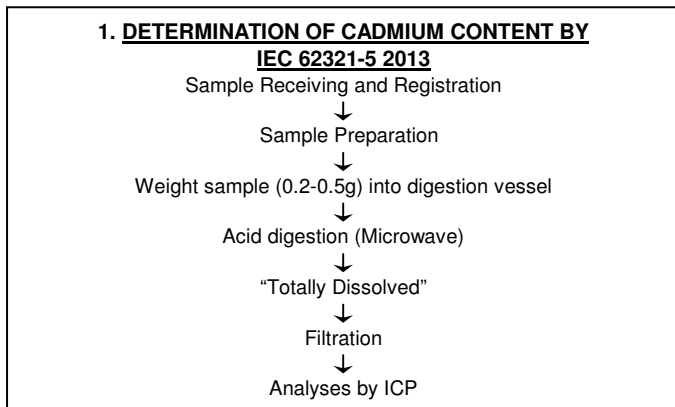 1. DETERMINATION OF CADMIUM CONTENT BY
IEC 62321-5 2013
Sample Receiving and Registration
Sample Preparation
Weight sample (0.2-0.5g) into digestion vessel
Acid digestion (Microwave)
“Totally Dissolved”
Filtration
Analyses by ICP